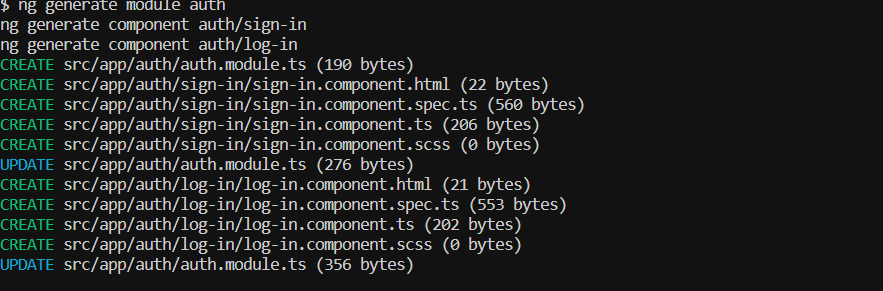 $ ng generate module auth
ng generate component auth/sign-in
ng generate component auth/log-in
CREATE src/app/auth/auth.module.ts (190 bytes)
CREATE src/app/auth/sign-in/sign-in.component.html (22 bytes)
CREATE src/app/auth/sign-in/sign-in.component.spec.ts (560 bytes)
CREATE src/app/auth/sign-in/sign-in.component.ts (206 bytes)
CREATE src/app/auth/sign-in/sign-in.component.scss (0 bytes)
UPDATE src/app/auth/auth.module.ts (276 bytes)
CREATE src/app/auth/log-in/log-in.component.html (21 bytes)
CREATE src/app/auth/log-in/log-in.component.spec.ts (553 bytes)
CREATE src/app/auth/log-in/log-in.component.ts (202 bytes)
CREATE src/app/auth/log-in/log-in.component.scss (0 bytes)
UPDATE src/app/auth/auth.module.ts (356 bytes)